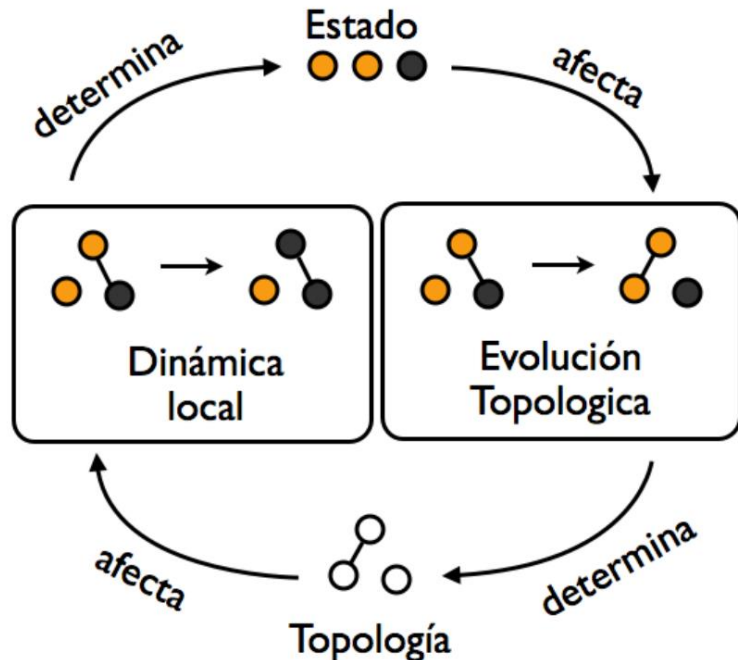 Estado
determina
afecta
Dinámica
local
Evolución
Topologica
afecta
determina
Topología